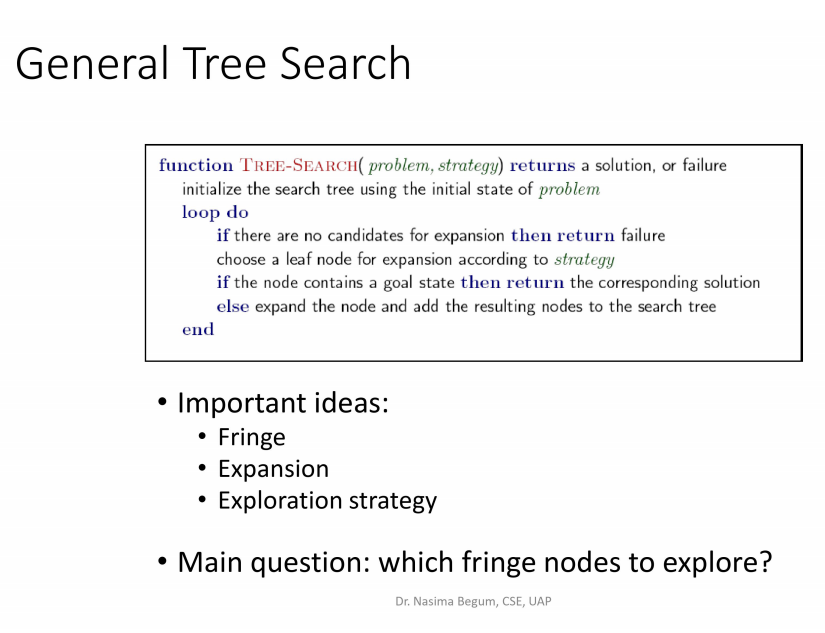 General Tree Search
function TREE-SEARCH( problem, strategy) returns a solution, or failure
initialize the search tree using the initial state of problem
loop do
if there are no candidates for expansion then return failure
choose a leaf node for expansion according to strategy
if the node contains a goal state then return the corresponding solution
else expand the node and add the resulting nodes to the search tree
end
• Important ideas:
• Fringe
• Expansion
• Exploration strategy
• Main question: which fringe nodes to explore?
Dr. Nasima Begum, CSE, UAP